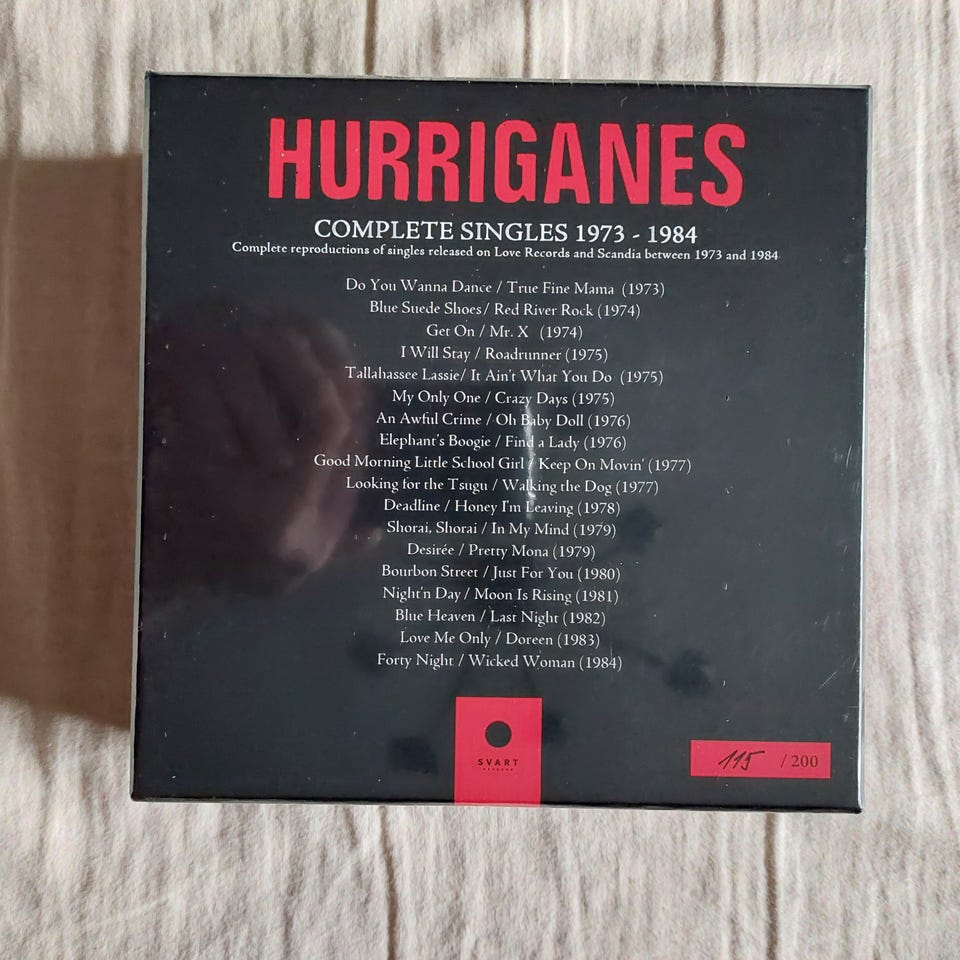 HURRIGANES
COMPLETE SINGLES 1973 - 1984
Complete reproductions of singles released on Love Records and Scandia between 1973 and 1984
Do You Wanna Dance / True Fine Mama (1973)
Blue Suede Shoes/ Red River Rock (1974)
Get On / Mr. X (1974)
I Will Stay / Roadrunner (1975)
Tallahassee Lassie/ It Ain't What You Do (1975)
My Only One / Crazy Days (1975)
An Awful Crime / Oh Baby Doll (1976)
Elephant's Boogie / Find a Lady (1976)
Good Morning Little School Girl / Keep On Movin' (1977)
Looking for the Tsugu / Walking the Dog (1977)
Deadline / Honey I'm Leaving (1978)
Shorai, Shorai / In My Mind (1979)
Desirée / Pretty Mona (1979)
Bourbon Street / Just For You (1980)
Night'n Day / Moon Is Rising (1981)
Blue Heaven / Last Night (1982)
Love Me Only / Doreen (1983)
Forty Night / Wicked Woman (1984)
SVART
RECORDS
115 / 200